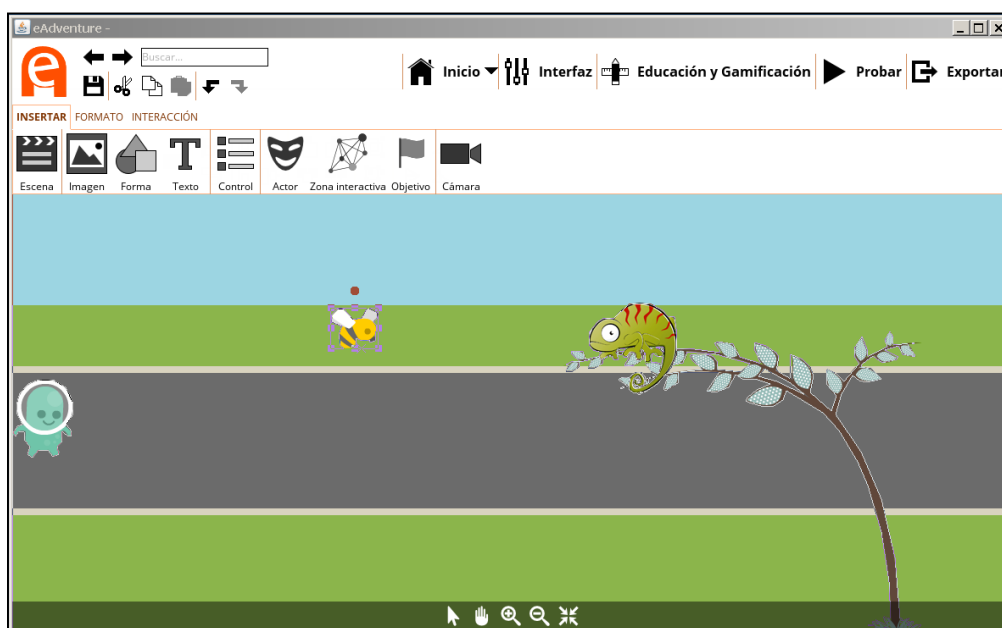 eAdventure -
Buscar...
Inicio Interfaz Educación y Gamificación Probar Exportar
INSERTAR FORMATO INTERACCIÓN
Escena Imagen Forma Texto Control Actor Zona interactiva Objetivo Cámara